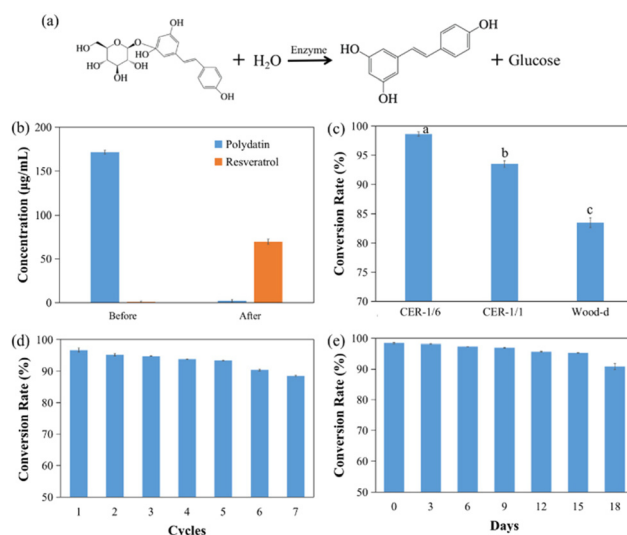 (a)
OH
HO
OH
HO
O
O
HO
HO
OH
OH
OH
+ H₂O
Enzyme
HO
OH
OH
+ Glucose
(b)
Concentration (µg/mL)
200
150
100
50
0
Polydatin
Resveratrol
Before
After
(c)
Conversion Rate (%)
100
95
90
85
80
75
70
a
b
c
CER-1/6
CER-1/1
Wood-d
(d)
Conversion Rate (%)
100
90
80
70
60
50
1 2 3 4 5 6 7
Cycles
(e)
Conversion Rate (%)
100
90
80
70
60
50
0 3 6 9 12 15 18
Days